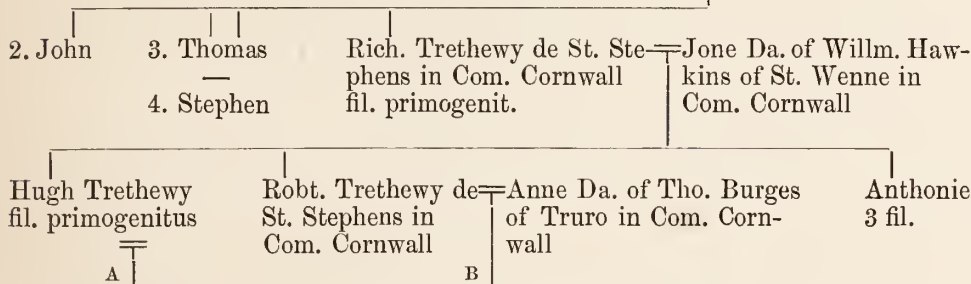 2. John
3. Thomas
4. Stephen
Rich. Trethewy de St. Ste-
phens in Com. Cornwall
fil. primogenit.
Jone Da. of Willm. Haw-
kins of St. Wenne in
Com. Cornwall
Hugh Trethewy
fil. primogenitus
A
Robt. Trethewy de
St. Stephens in
Com. Cornwall
Anne Da. of Tho. Burges
of Truro in Com. Corn-
wall
B
Anthonie
3 fil.